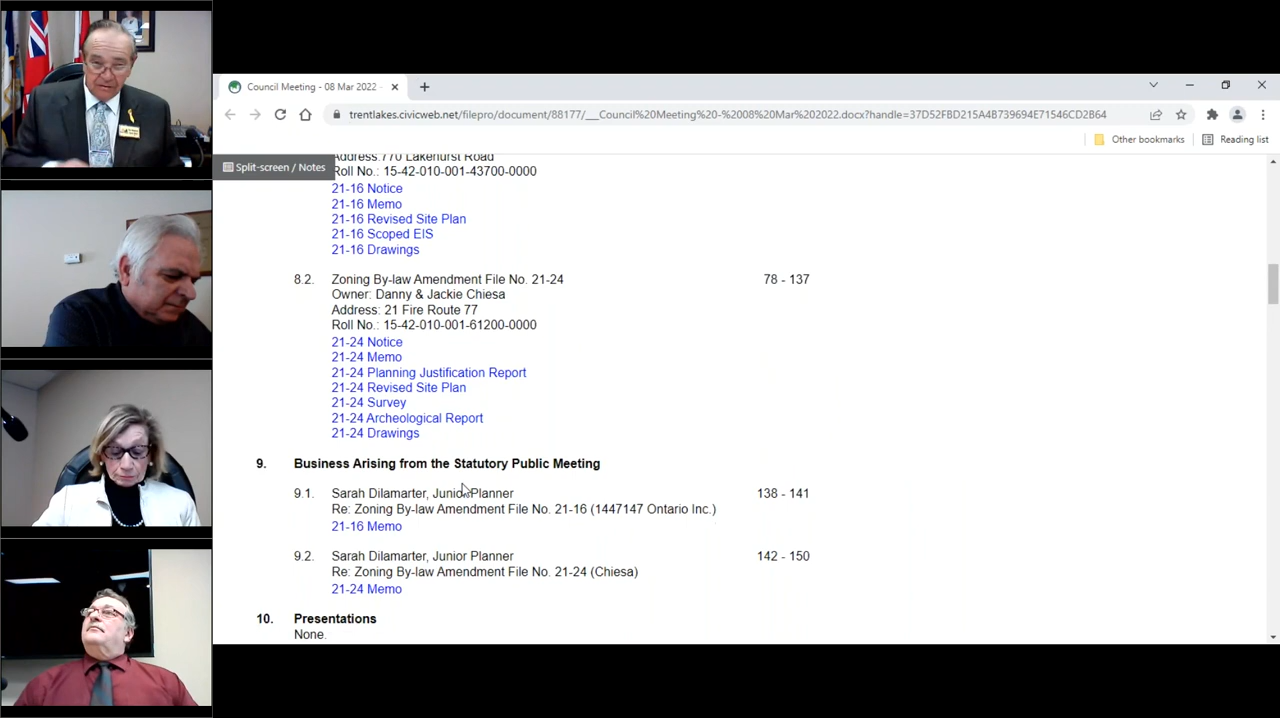 Council Meeting - 08 Mar 2022
trentlakes.civicweb.net/filepro/document/88177/___Council%20Meeting%20-%2008%20Mar%202022.docx?handle=37D52FBD215A4B739694E71546CD2B64
Other bookmarks
Reading list
Split-screen / Notes
Address:770 Lakehurst Road
Roll No.: 15-42-010-001-43700-0000
21-16 Notice
21-16 Memo
21-16 Revised Site Plan
21-16 Scoped EIS
21-16 Drawings
8.2. Zoning By-law Amendment File No. 21-24 78 - 137
Owner: Danny & Jackie Chiesa
Address: 21 Fire Route 77
Roll No.: 15-42-010-001-61200-0000
21-24 Notice
21-24 Memo
21-24 Planning Justification Report
21-24 Revised Site Plan
21-24 Survey
21-24 Archeological Report
21-24 Drawings
9. Business Arising from the Statutory Public Meeting
9.1. Sarah Dilamarter, Junior Planner 138 - 141
Re: Zoning By-law Amendment File No. 21-16 (1447147 Ontario Inc.)
21-16 Memo
9.2. Sarah Dilamarter, Junior Planner 142 - 150
Re: Zoning By-law Amendment File No. 21-24 (Chiesa)
21-24 Memo
10. Presentations
None.